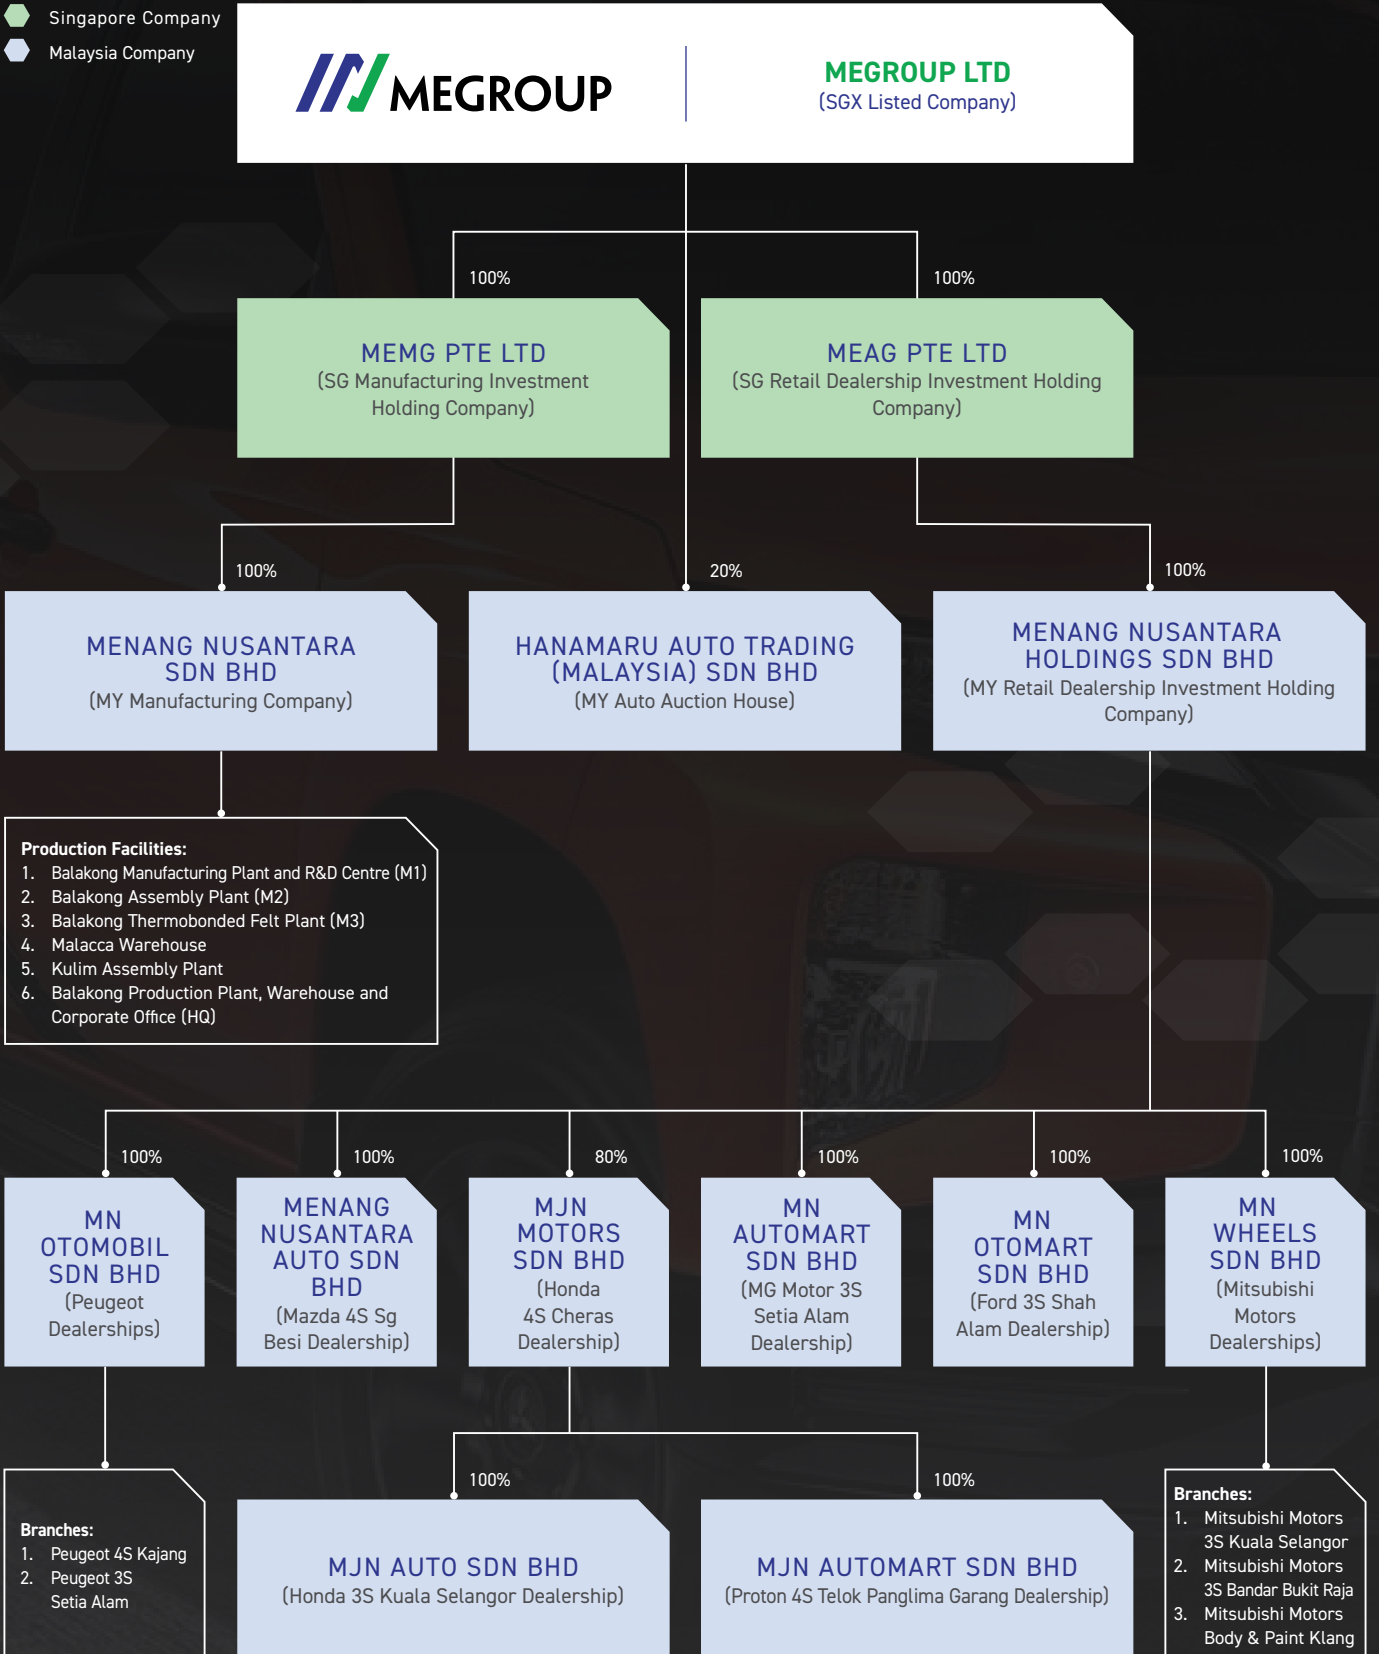 Singapore Company
Malaysia Company
MEGROUP
MEGROUP LTD
(SGX Listed Company)
100%
100%
MEMG PTE LTD
(SG Manufacturing Investment
Holding Company)
MEAG PTE LTD
(SG Retail Dealership Investment Holding
Company)
100%
20%
100%
MENANG NUSANTARA
SDN BHD
(MY Manufacturing Company)
HANAMARU AUTO TRADING
(MALAYSIA) SDN BHD
(MY Auto Auction House)
MENANG NUSANTARA
HOLDINGS SDN BHD
(MY Retail Dealership Investment Holding
Company)
Production Facilities:
1. Balakong Manufacturing Plant and R&D Centre (M1)
2. Balakong Assembly Plant (M2)
3. Balakong Thermobonded Felt Plant (M3)
4. Malacca Warehouse
5. Kulim Assembly Plant
6. Balakong Production Plant, Warehouse and
Corporate Office (HQ)
100%
100%
80%
100%
100%
100%
MN
OTOMOBIL
SDN BHD
(Peugeot
Dealerships)
MENANG
NUSANTARA
AUTO SDN
BHD
(Mazda 4S Sg
Besi Dealership)
MJN
MOTORS
SDN BHD
(Honda
4S Cheras
Dealership)
MN
AUTOMART
SDN BHD
(MG Motor 3S
Setia Alam
Dealership)
MN
OTOMART
SDN BHD
(Ford 3S Shah
Alam Dealership)
MN
WHEELS
SDN BHD
(Mitsubishi
Motors
Dealerships)
100%
100%
Branches:
1. Peugeot 4S Kajang
2. Peugeot 3S
Setia Alam
MJN AUTO SDN BHD
(Honda 3S Kuala Selangor Dealership)
MJN AUTOMART SDN BHD
(Proton 4S Telok Panglima Garang Dealership)
Branches:
1. Mitsubishi Motors
3S Kuala Selangor
2. Mitsubishi Motors
3S Bandar Bukit Raja
3. Mitsubishi Motors
Body & Paint Klang